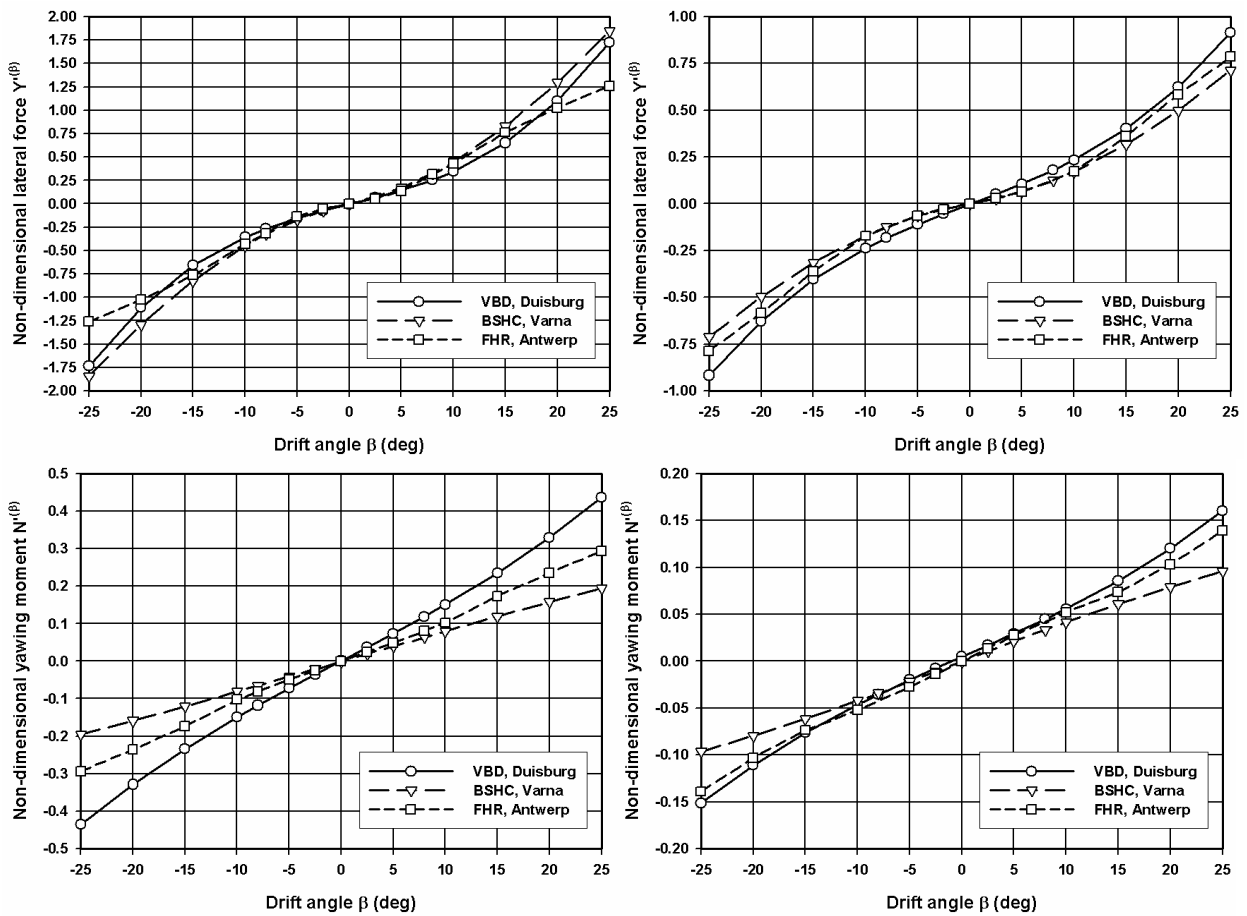 Non-dimensional lateral force Y'(β)
2.00
1.75
1.50
1.25
1.00
0.75
0.50
0.25
0.00
-0.25
-0.50
-0.75
-1.00
-1.25
-1.50
-1.75
-2.00
-25 -20 -15 -10 -5 0 5 10 15 20 25
Drift angle β (deg)
VBD, Duisburg
BSHC, Varna
FHR, Antwerp
Non-dimensional lateral force Y'(β)
1.00
0.75
0.50
0.25
0.00
-0.25
-0.50
-0.75
-1.00
-25 -20 -15 -10 -5 0 5 10 15 20 25
Drift angle β (deg)
VBD, Duisburg
BSHC, Varna
FHR, Antwerp
Non-dimensional yawing moment N'(β)
0.5
0.4
0.3
0.2
0.1
0.0
-0.1
-0.2
-0.3
-0.4
-0.5
-25 -20 -15 -10 -5 0 5 10 15 20 25
Drift angle β (deg)
VBD, Duisburg
BSHC, Varna
FHR, Antwerp
Non-dimensional yawing moment N'(β)
0.20
0.15
0.10
0.05
0.00
-0.05
-0.10
-0.15
-0.20
-25 -20 -15 -10 -5 0 5 10 15 20 25
Drift angle β (deg)
VBD, Duisburg
BSHC, Varna
FHR, Antwerp